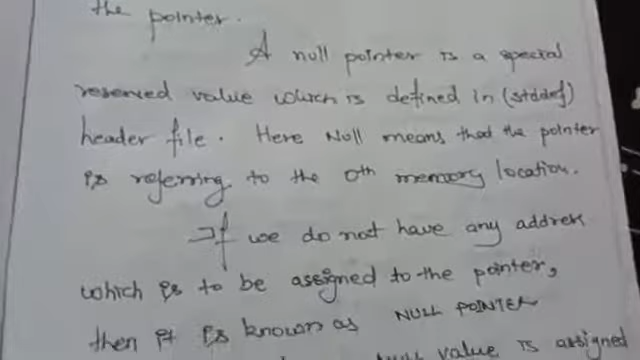 the pointer.
A null pointer is a special
reserved value which is defined in (stddef)
header file. Here Null means that the pointer
is referring to the 0th memory location.
If we do not have any address
which is to be assigned to the pointer,
then it is known as NULL POINTER
NULL value is assigned